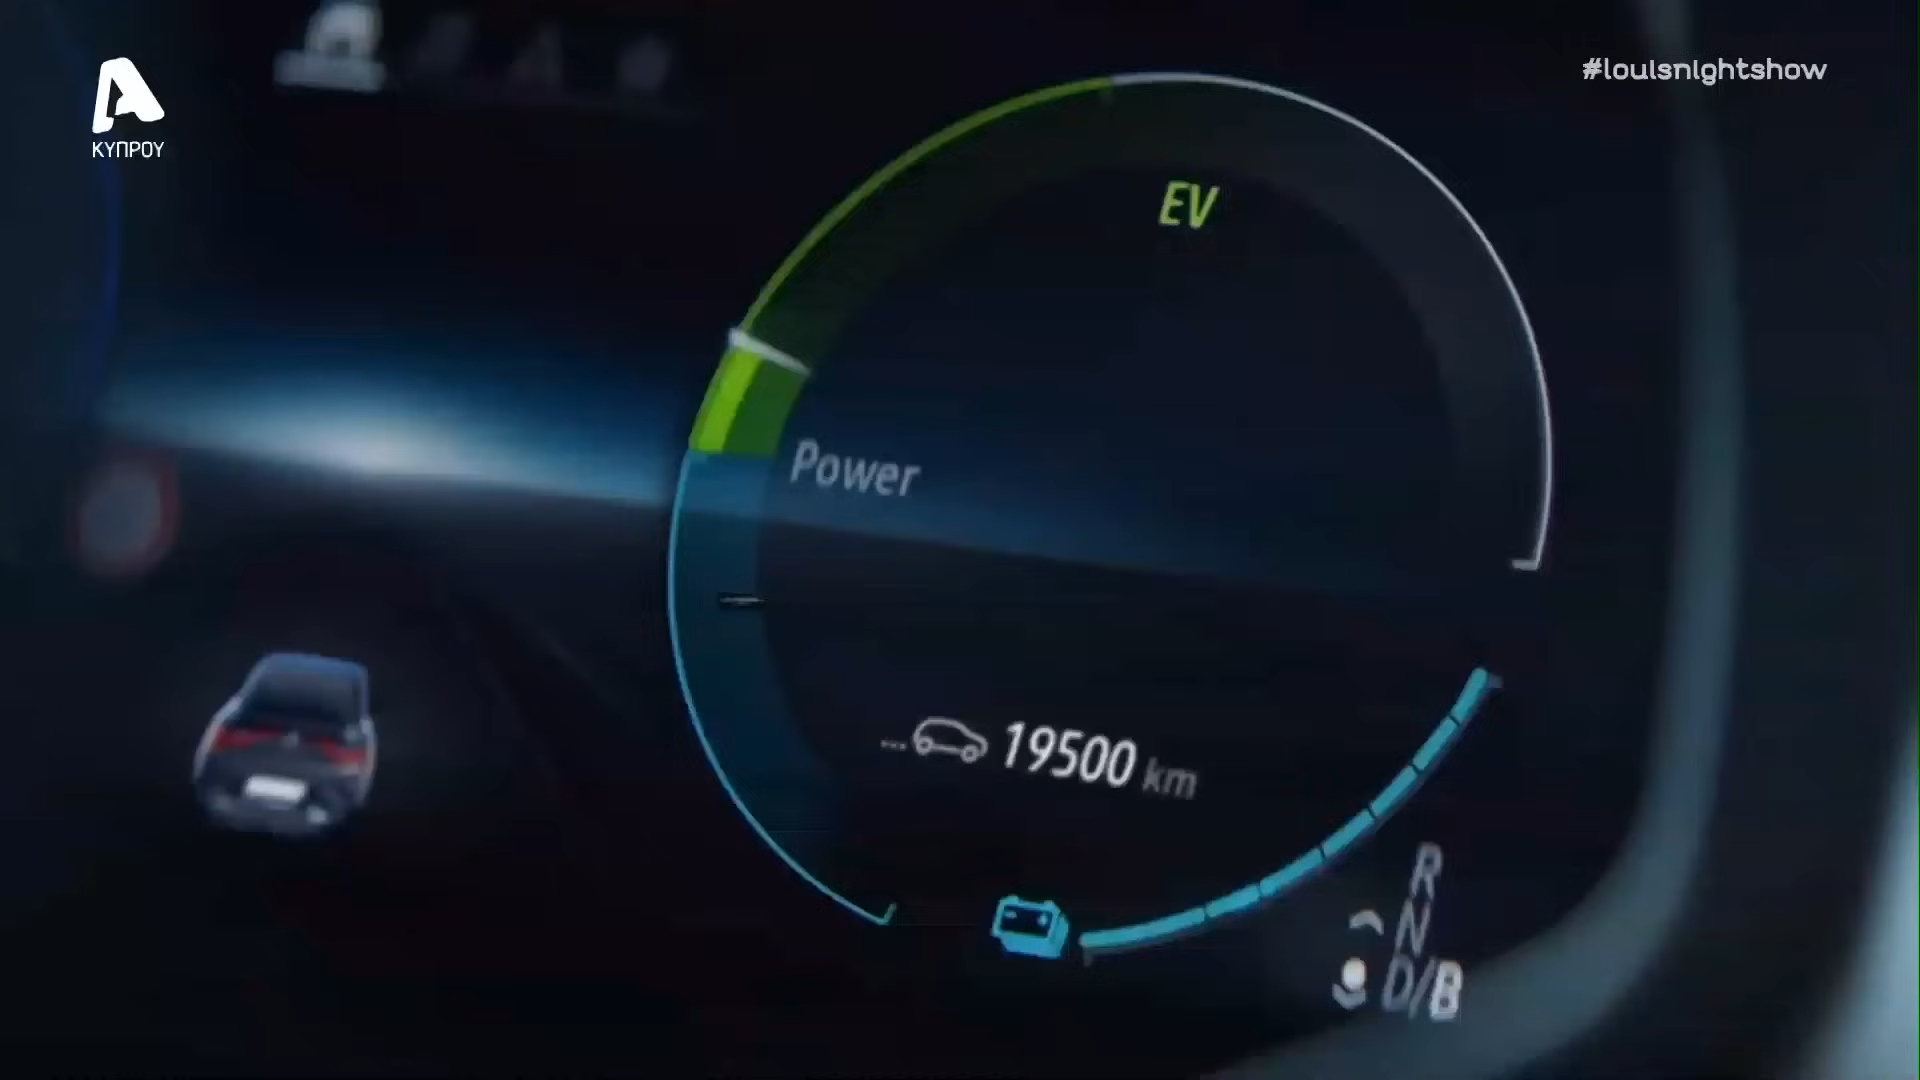 ΚΥΠΡΟΥ
#louisnightshow
EV
Power
19500 km
R
N
D/B